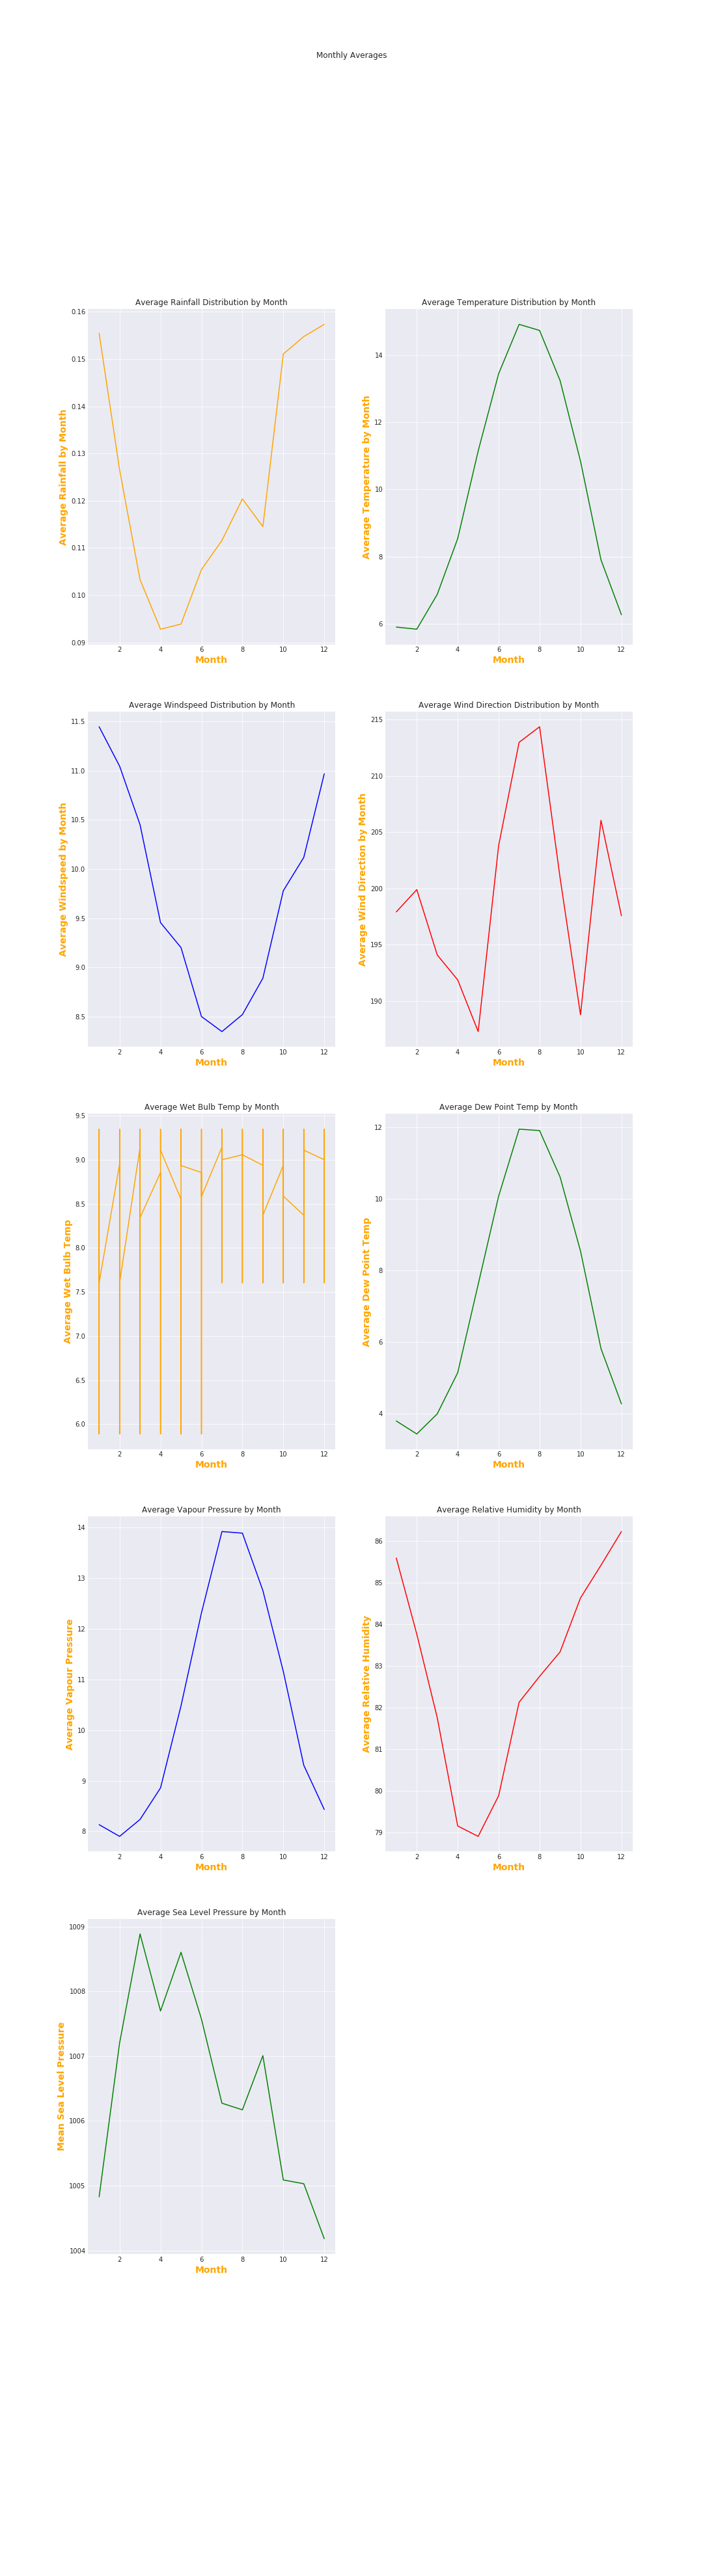 Monthly Averages
Average Rainfall Distribution by Month
Average Rainfall by Month
0.16
0.15
0.14
0.13
0.12
0.11
0.10
0.09
2 4 6 8 10 12
Month
Average Temperature Distribution by Month
Average Temperature by Month
14
12
10
8
6
2 4 6 8 10 12
Month
Average Windspeed Distribution by Month
Average Windspeed by Month
11.5
11.0
10.5
10.0
9.5
9.0
8.5
2 4 6 8 10 12
Month
Average Wind Direction Distribution by Month
Average Wind Direction by Month
215
210
205
200
195
190
2 4 6 8 10 12
Month
Average Wet Bulb Temp by Month
Average Wet Bulb Temp
9.5
9.0
8.5
8.0
7.5
7.0
6.5
6.0
2 4 6 8 10 12
Month
Average Dew Point Temp by Month
Average Dew Point Temp
12
10
8
6
4
2 4 6 8 10 12
Month
Average Vapour Pressure by Month
Average Vapour Pressure
14
13
12
11
10
9
8
2 4 6 8 10 12
Month
Average Relative Humidity by Month
Average Relative Humidity
86
85
84
83
82
81
80
79
2 4 6 8 10 12
Month
Average Sea Level Pressure by Month
Mean Sea Level Pressure
1009
1008
1007
1006
1005
1004
2 4 6 8 10 12
Month